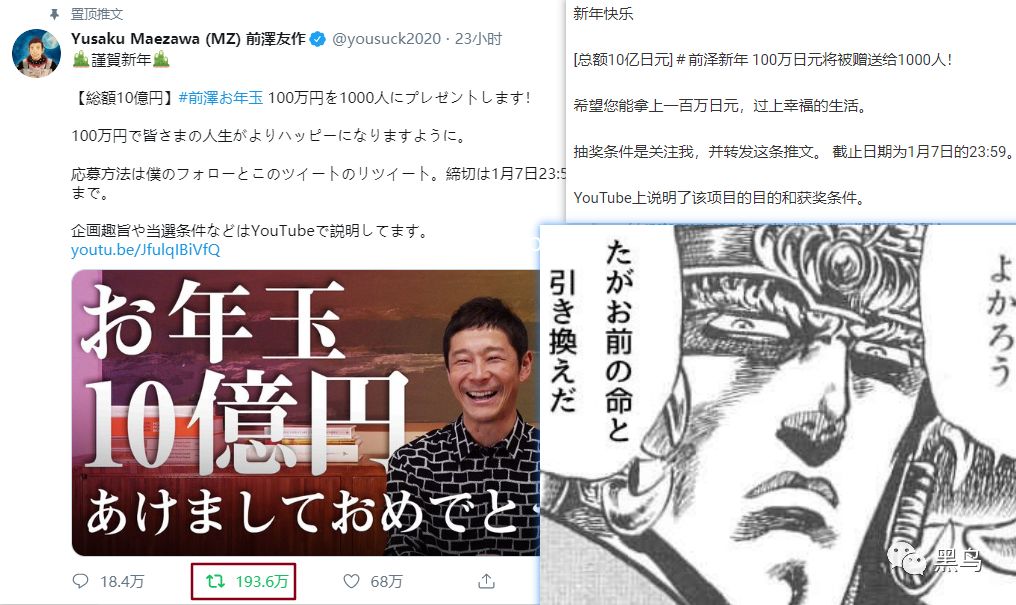 置顶推文
Yusaku Maezawa (MZ) 前澤友作 @yousuck2020 · 23小时
謹賀新年
【総額10億円】#前澤お年玉 100万円を1000人にプレゼントします!
100万円で皆さまの人生がよりハッピーになりますように。
応募方法は僕のフォローとこのツイートのリツイート。締切は1月7日23:5
まで。
企画趣旨や当選条件などはYouTubeで説明してます。
youtu.be/JfulqIBiVfQ
お年玉
10億円
あけましておめでとう
18.4万
193.6万
68万
新年快乐
[总额10亿日元]#前泽新年 100万日元将被赠送给1000人!
希望您能拿上一百万日元，过上幸福的生活。
抽奖条件是关注我，并转发这条推文。 截止日期为1月7日的23:59。
YouTube上说明了该项目的目的和获奖条件。
よかろう
たがお前の命と
引き換えだ
黑鸟